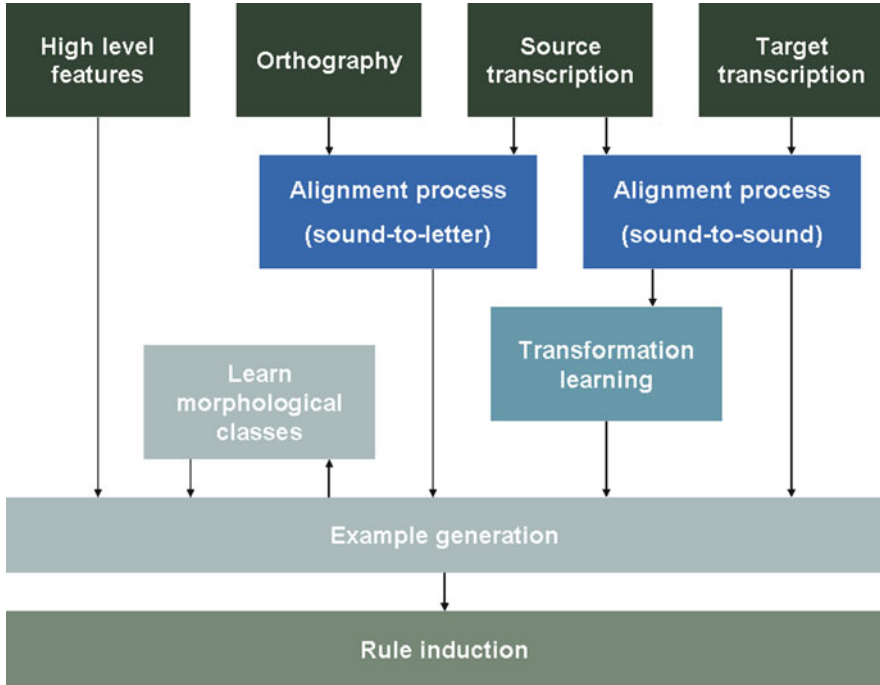 High level
features
Orthography
Source
transcription
Target
transcription
Alignment process
(sound-to-letter)
Alignment process
(sound-to-sound)
Transformation
learning
Learn
morphological
classes
Example generation
Rule induction